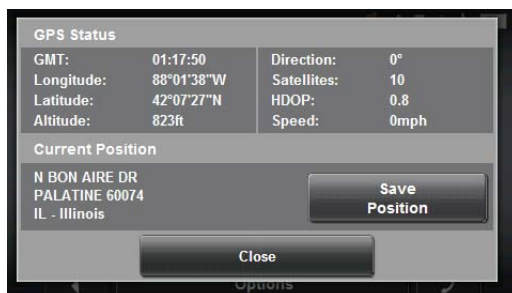 GPS Status
GMT: 01:17:50 Direction: 0°
Longitude: 88°01'38"W Satellites: 10
Latitude: 42°07'27"N HDOP: 0.8
Altitude: 823ft Speed: 0mph
Current Position
N BON AIRE DR
PALATINE 60074
IL - Illinois
Save
Position
Close
Options